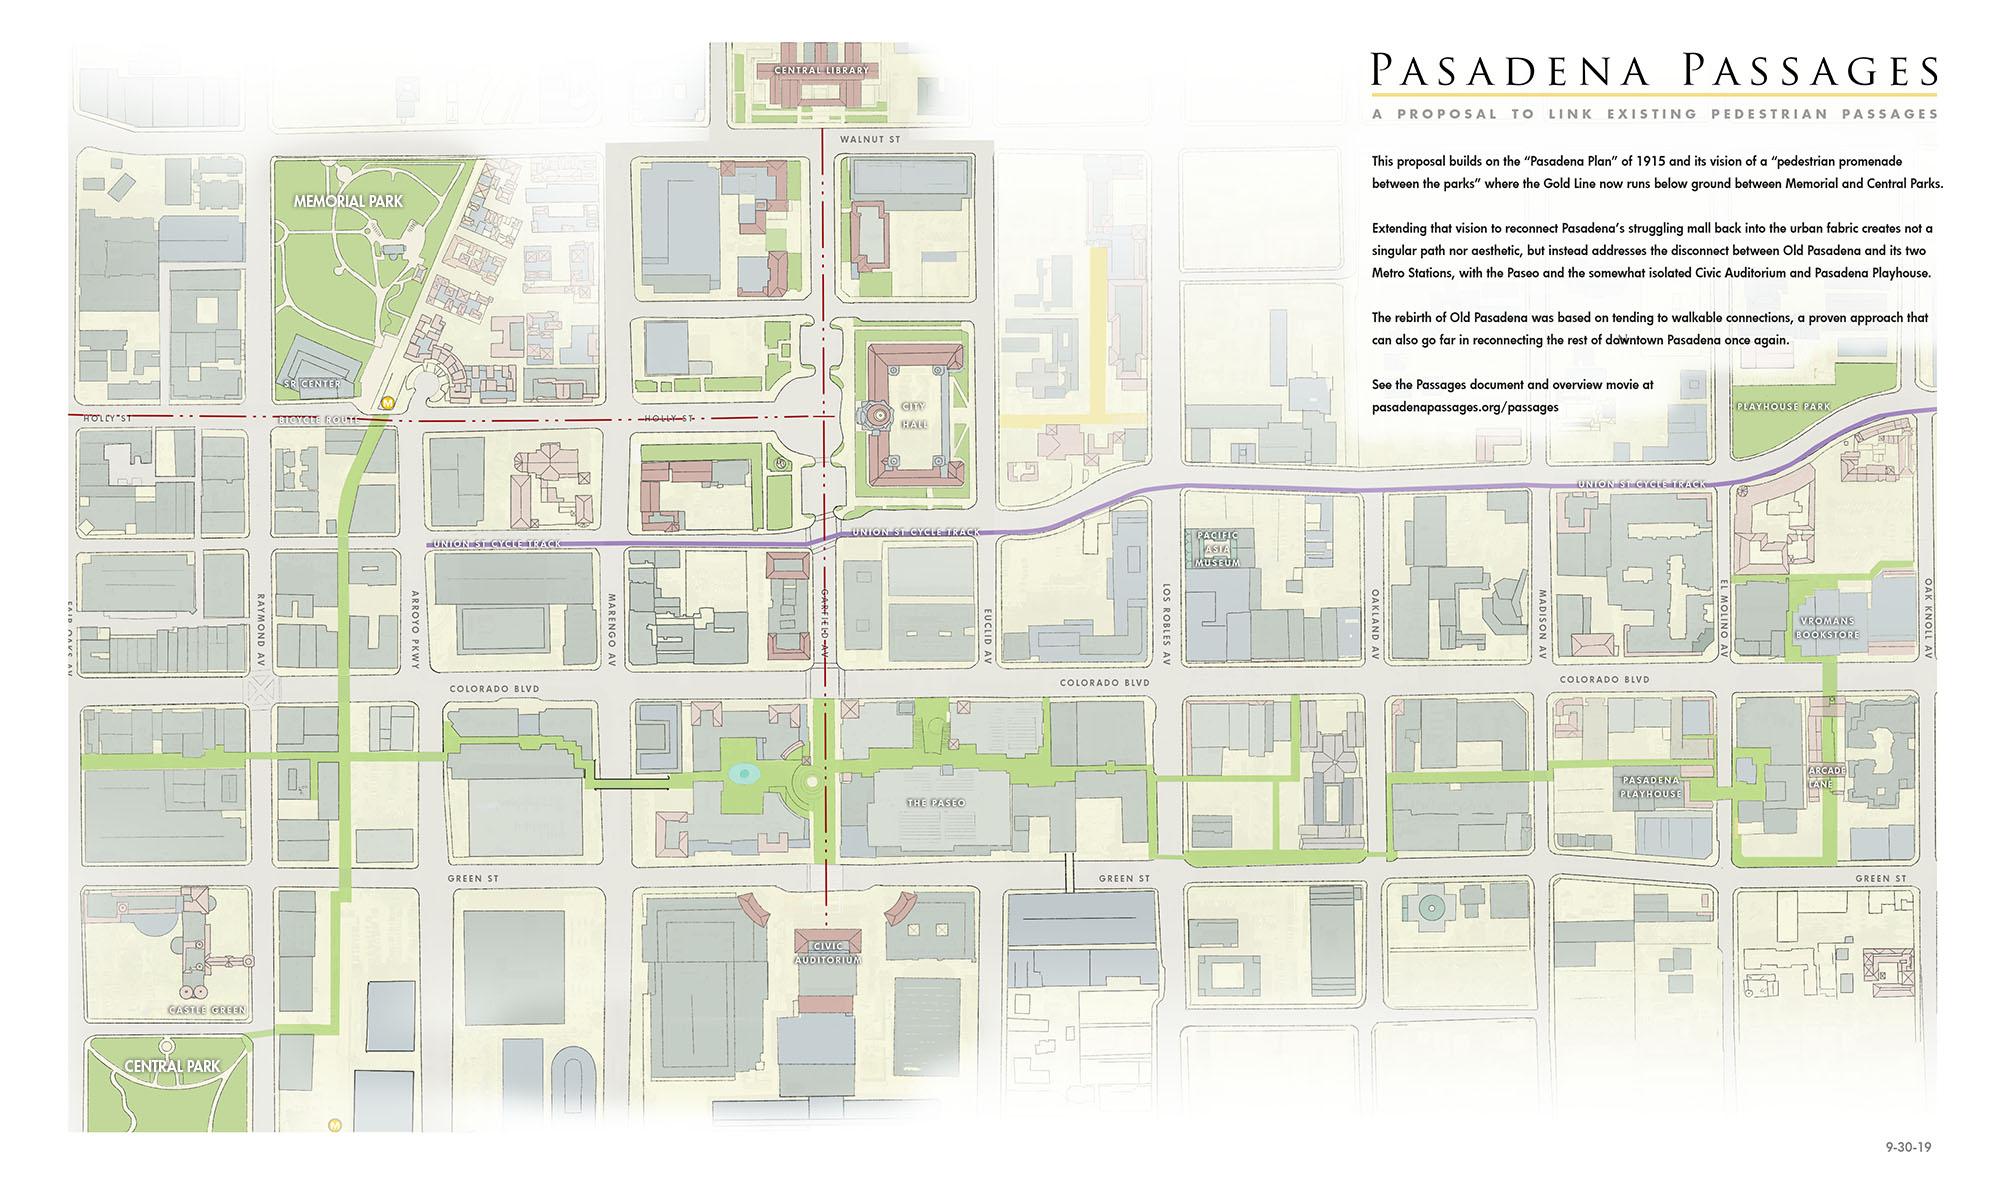 PASADENA PASSAGES
A PROPOSAL TO LINK EXISTING PEDESTRIAN PASSAGES
This proposal builds on the “Pasadena Plan” of 1915 and its vision of a “pedestrian promenade
between the parks” where the Gold Line now runs below ground between Memorial and Central Parks.
Extending that vision to reconnect Pasadena’s struggling mall back into the urban fabric creates not a
singular path nor aesthetic, but instead addresses the disconnect between Old Pasadena and its two
Metro Stations, with the Paseo and the somewhat isolated Civic Auditorium and Pasadena Playhouse.
The rebirth of Old Pasadena was based on tending to walkable connections, a proven approach that
can also go far in reconnecting the rest of downtown Pasadena once again.
See the Passages document and overview movie at
pasadenapassages.org/passages
CENTRAL LIBRARY
WALNUT ST
MEMORIAL PARK
SR CENTER
M
HOLLY ST
BICYCLE ROUTE
HOLLY ST
CITY
HALL
PLAYHOUSE PARK
UNION ST CYCLE TRACK
UNION ST CYCLE TRACK
UNION ST CYCLE TRACK
PACIFIC
ASIA
MUSEUM
FAIR OAKS AV
RAYMOND AV
ARROYO PKWY
MARENGO AV
GARFIELD AV
EUCLID AV
LOS ROBLES AV
OAKLAND AV
MADISON AV
EL MOLINO AV
OAK KNOLL AV
VROMANS
BOOKSTORE
COLORADO BLVD
COLORADO BLVD
COLORADO BLVD
THE PASEO
PASADENA
PLAYHOUSE
ARCADE
LANE
GREEN ST
GREEN ST
GREEN ST
CIVIC
AUDITORIUM
CASTLE GREEN
CENTRAL PARK
M
9-30-19